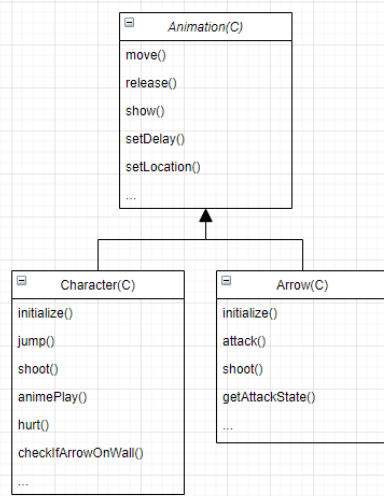 Animation(C)
move()
release()
show()
setDelay()
setLocation()
...
Character(C)
initialize()
jump()
shoot()
animePlay()
hurt()
checkIfArrowOnWall()
...
Arrow(C)
initialize()
attack()
shoot()
getAttackState()
...